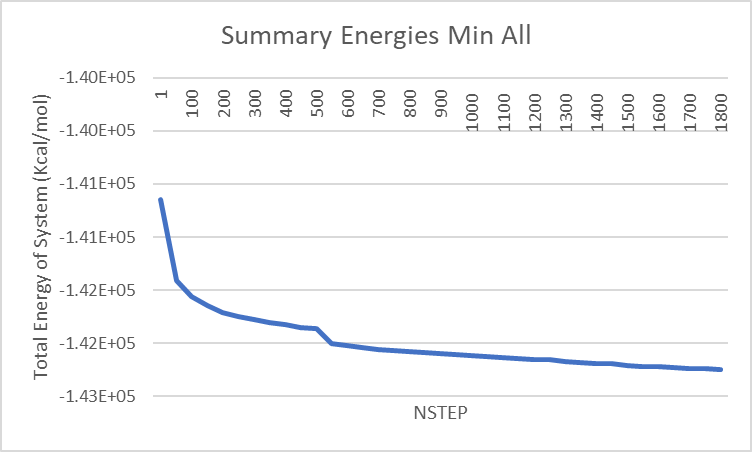 Summary Energies Min All
Total Energy of System (Kcal/mol)
-1.40E+05
-1.40E+05
-1.41E+05
-1.41E+05
-1.42E+05
-1.42E+05
-1.43E+05
1
100
200
300
400
500
600
700
800
900
1000
1100
1200
1300
1400
1500
1600
1700
1800
NSTEP